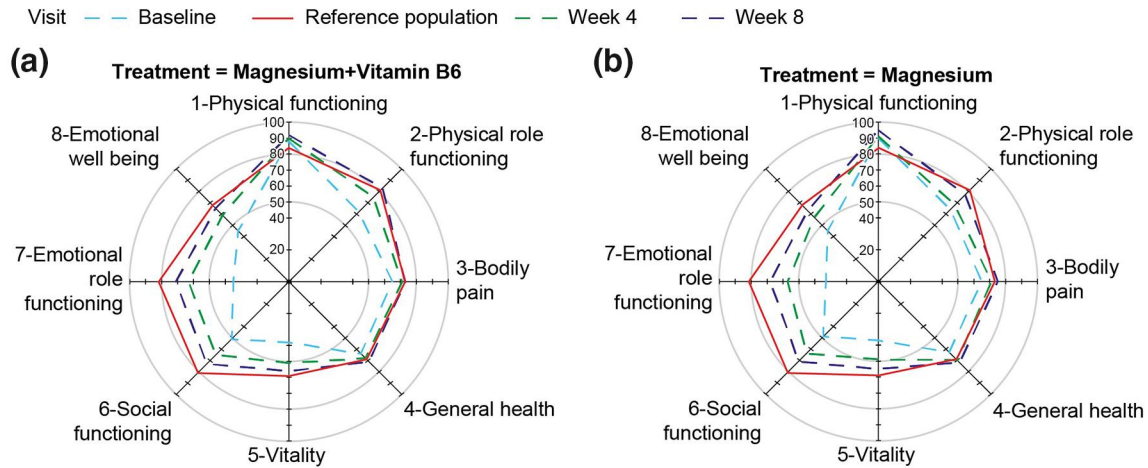 Visit Baseline Reference population Week 4 Week 8
(a)
Treatment = Magnesium+Vitamin B6
1-Physical functioning
2-Physical role
functioning
3-Bodily
pain
4-General health
5-Vitality
6-Social
functioning
7-Emotional
role
functioning
8-Emotional
well being
100
90
80
70
60
50
40
20
(b)
Treatment = Magnesium
1-Physical functioning
2-Physical role
functioning
3-Bodily
pain
4-General health
5-Vitality
6-Social
functioning
7-Emotional
role
functioning
8-Emotional
well being
100
90
80
70
60
50
40
20